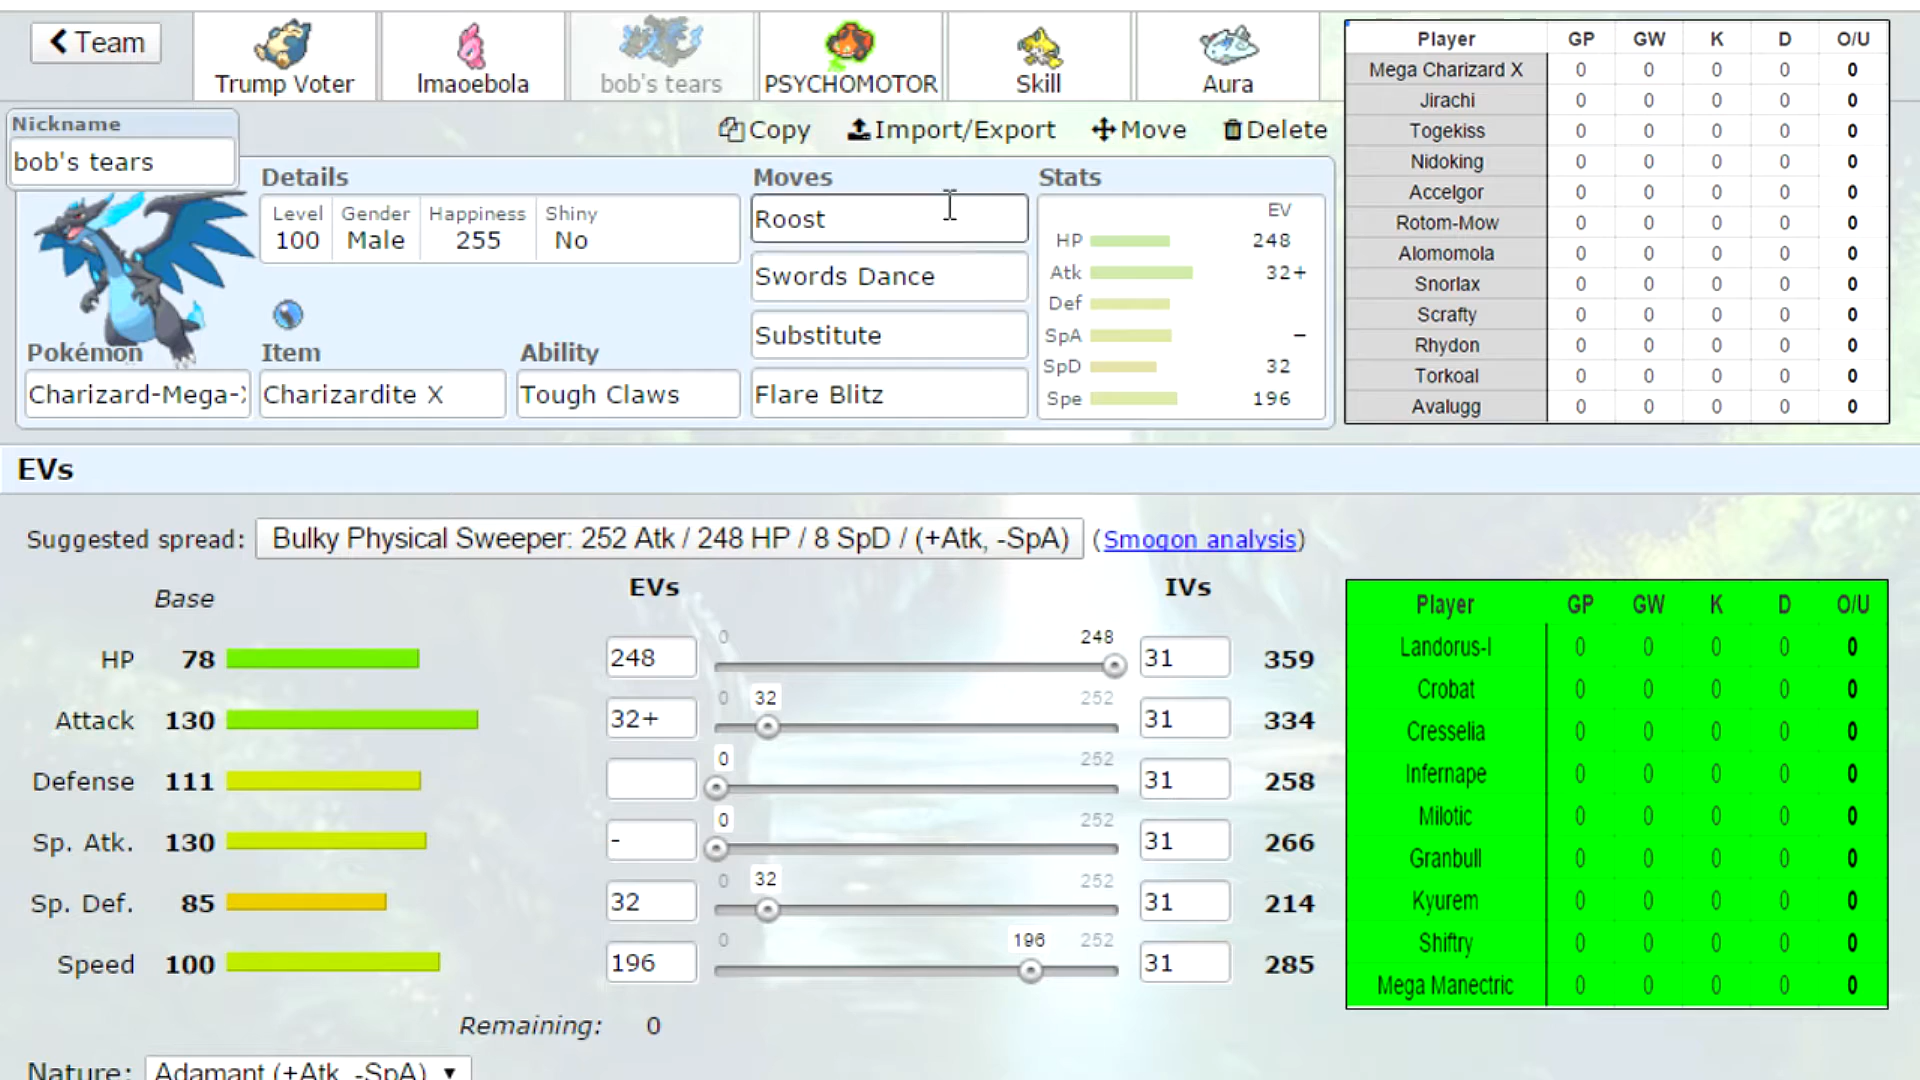 Team
Trump Voter
lmaoebola
bob's tears
PSYCHOMOTOR
Skill
Aura
Nickname
bob's tears
Copy Import/Export Move Delete
Details
Level Gender Happiness Shiny
100 Male 255 No
Pokémon Item Ability
Charizard-Mega- Charizardite X Tough Claws
Moves
Roost
Swords Dance
Substitute
Flare Blitz
Stats
EV
HP 248
Atk 32+
Def
SpA –
SpD 32
Spe 196
Player GP GW K D O/U
Mega Charizard X 0 0 0 0 0
Jirachi 0 0 0 0 0
Togekiss 0 0 0 0 0
Nidoking 0 0 0 0 0
Accelgor 0 0 0 0 0
Rotom-Mow 0 0 0 0 0
Alomomola 0 0 0 0 0
Snorlax 0 0 0 0 0
Scrafty 0 0 0 0 0
Rhydon 0 0 0 0 0
Torkoal 0 0 0 0 0
Avalugg 0 0 0 0 0
EVs
Suggested spread: Bulky Physical Sweeper: 252 Atk / 248 HP / 8 SpD / (+Atk, -SpA) (Smogon analysis)
Base EVs IVs
HP 78 248 0 248 31 359
Attack 130 32+ 0 32 252 31 334
Defense 111 0 252 31 258
Sp. Atk. 130 - 0 252 31 266
Sp. Def. 85 32 0 32 252 31 214
Speed 100 196 0 196 252 31 285
Remaining: 0
Nature: Adamant (+Atk, -SpA)
Player GP GW K D O/U
Landorus-I 0 0 0 0 0
Crobat 0 0 0 0 0
Cresselia 0 0 0 0 0
Infernape 0 0 0 0 0
Milotic 0 0 0 0 0
Granbull 0 0 0 0 0
Kyurem 0 0 0 0 0
Shiftry 0 0 0 0 0
Mega Manectric 0 0 0 0 0